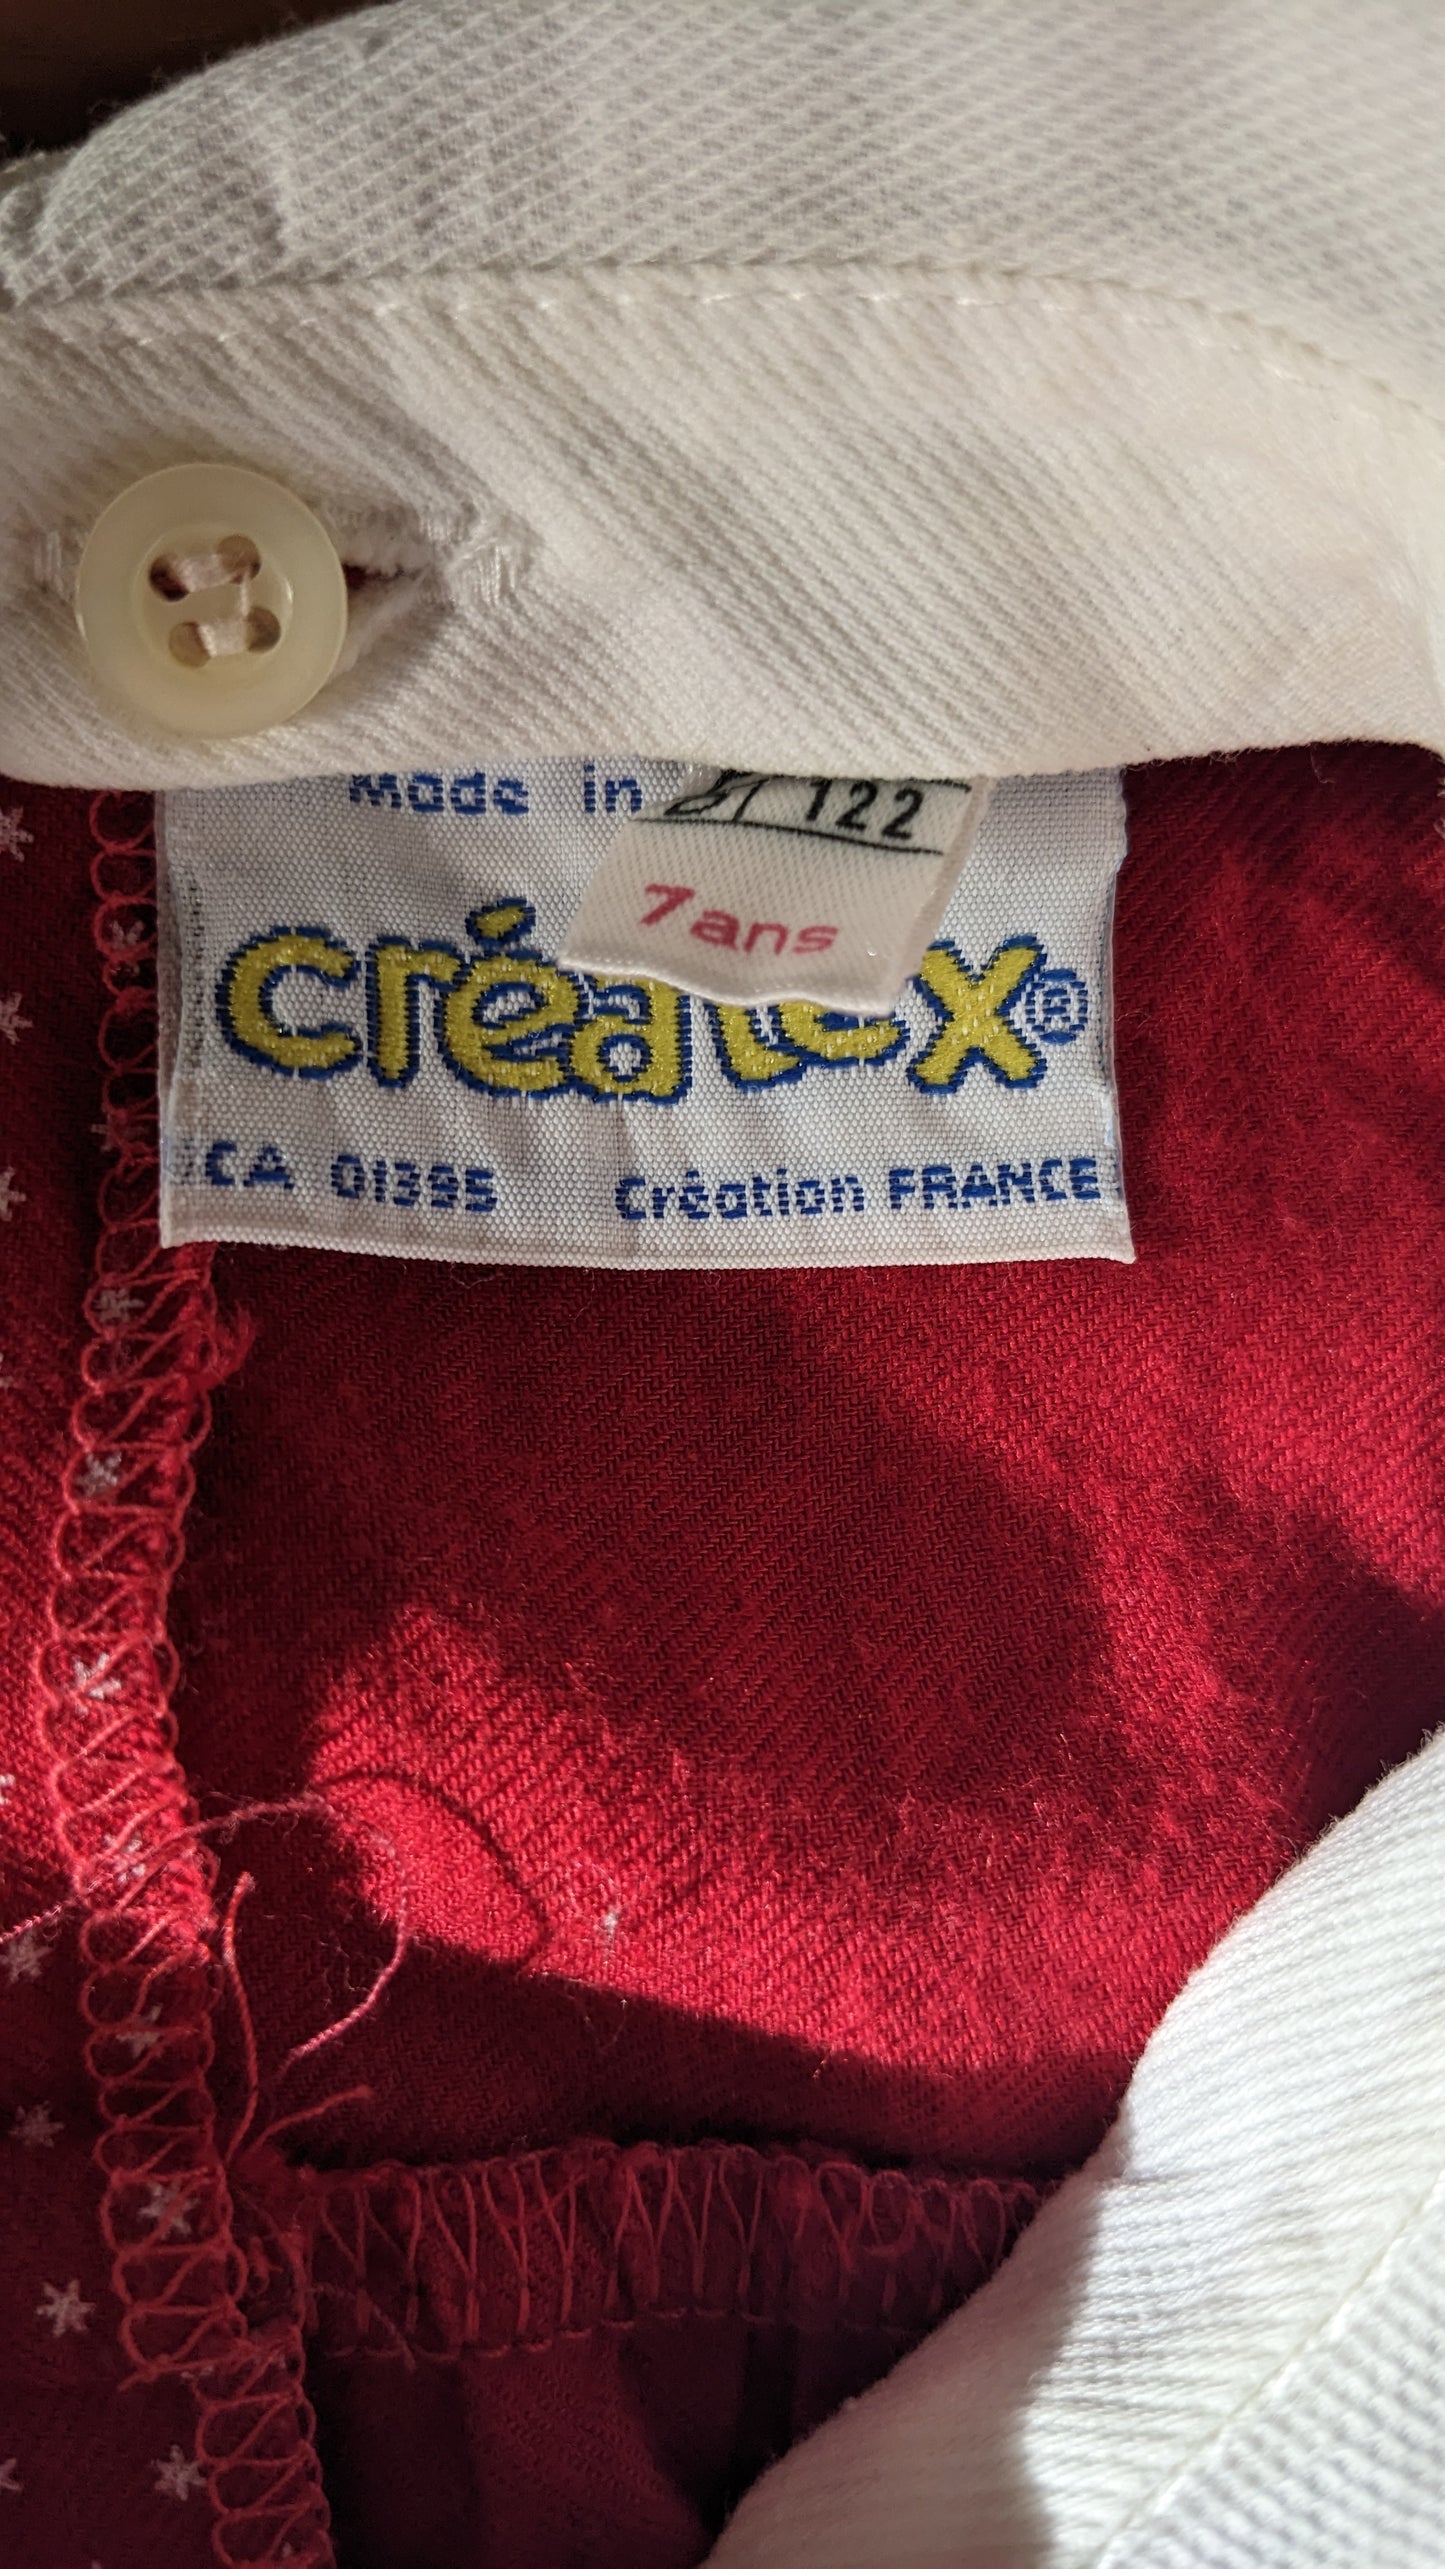 Made in
122
7 ans
créatex®
CA 01395 Création FRANCE